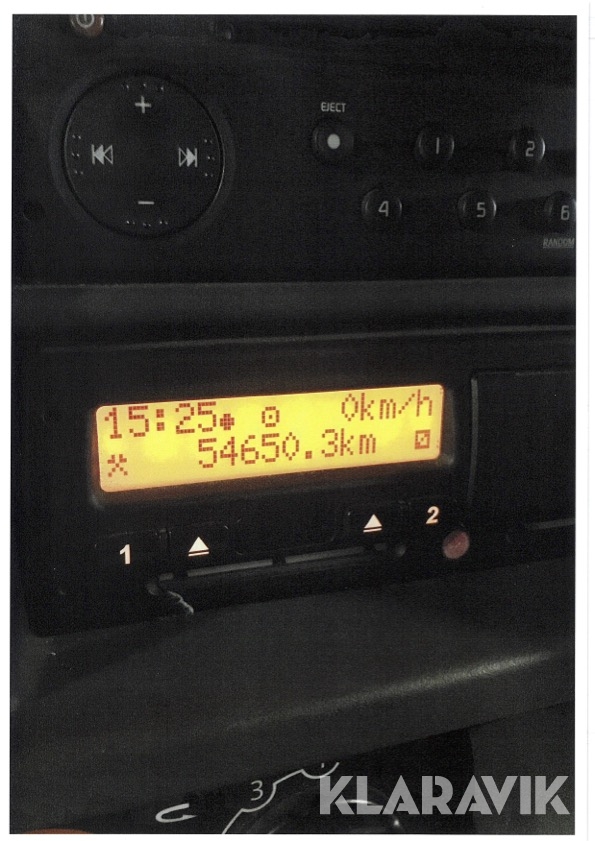 +
EJECT
1 2
−
4 5 6
RANDOM
15:25 0km/h
54650.3km
1 2
3
KLARAVIK